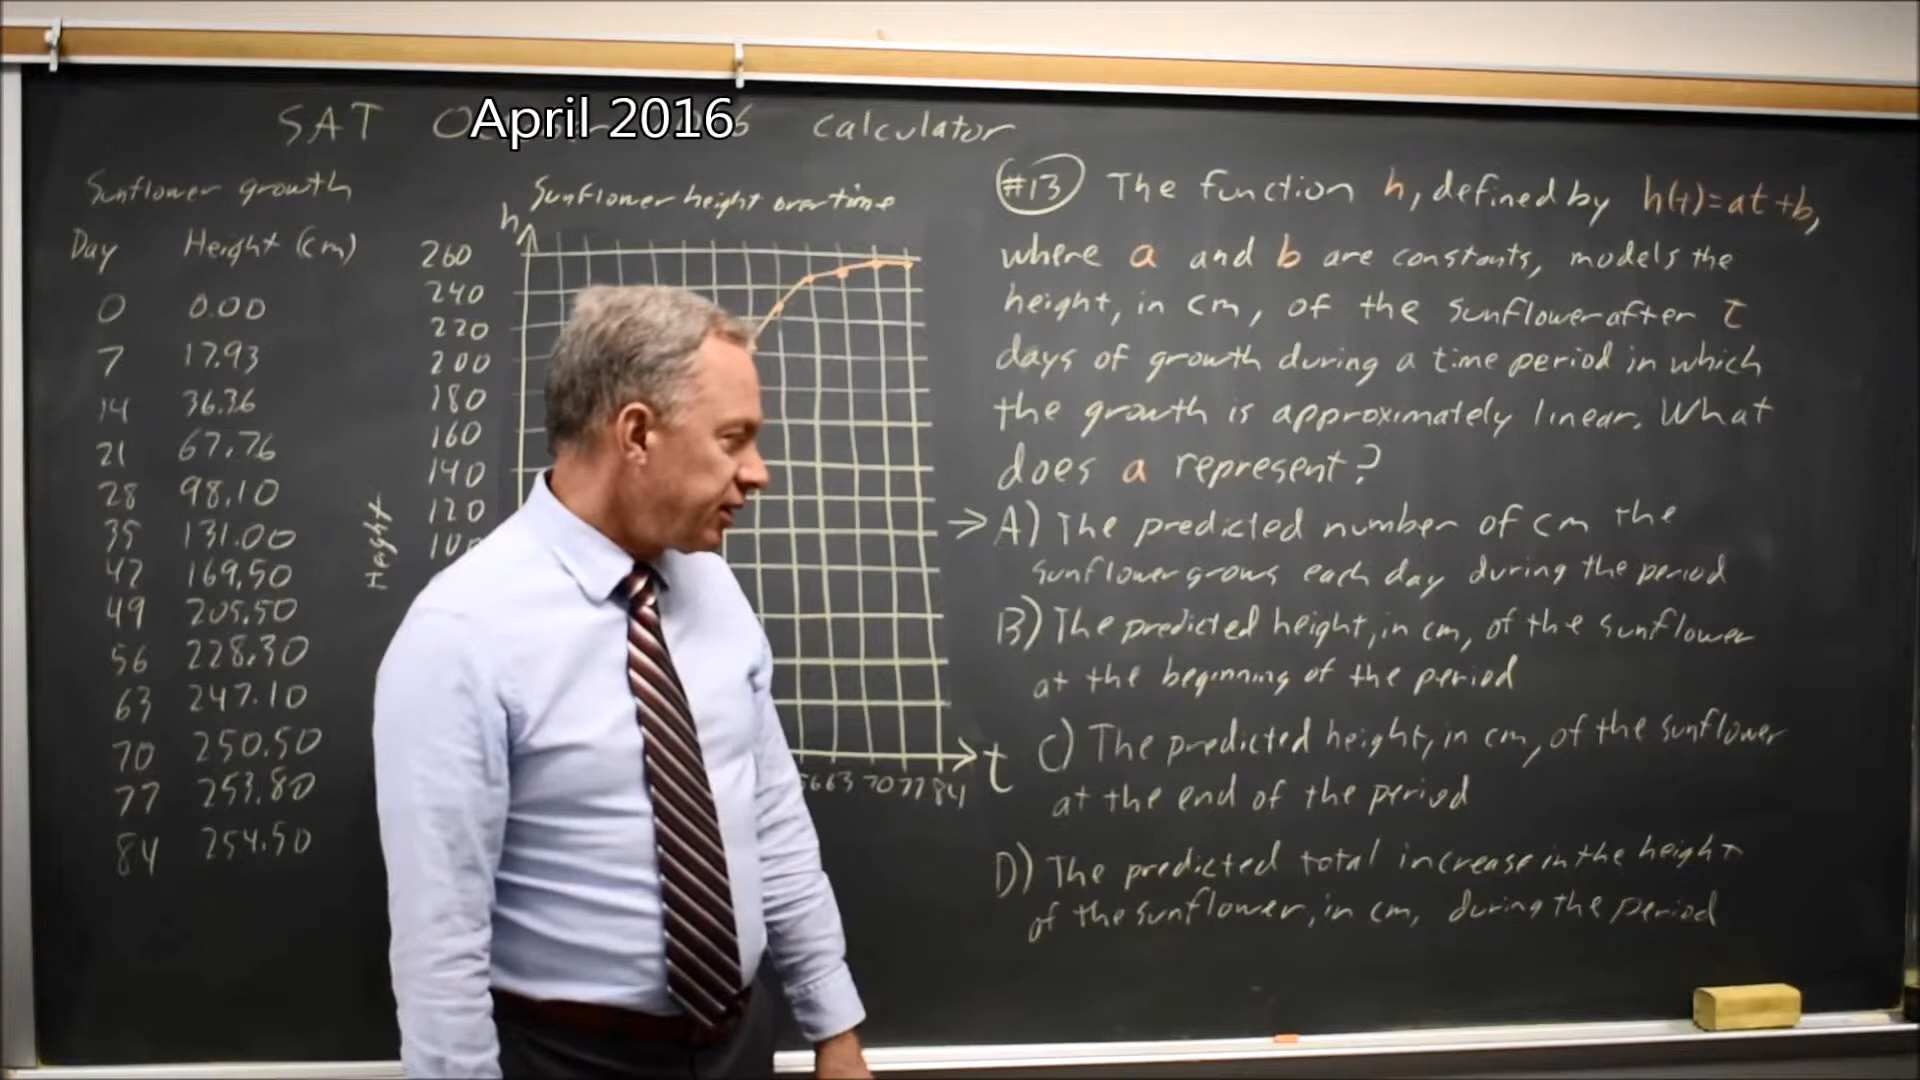 SAT April 2016 calculator
Sunflower growth
Day Height (cm)
0 0.00
7 17.93
14 36.36
21 67.76
28 98.10
35 131.00
42 169.50
49 205.50
56 228.30
63 247.10
70 250.50
77 253.80
84 254.50
Sunflower height over time
h
260
240
220
200
180
160
140
120
Height
63 70 77 84
t
#13 The function h, defined by h(t)=at+b,
where a and b are constants, models the
height, in cm, of the sunflower after t
days of growth during a time period in which
the growth is approximately linear. What
does a represent?
→ A) The predicted number of cm the
sunflower grows each day during the period
B) The predicted height, in cm, of the sunflower
at the beginning of the period
C) The predicted height, in cm, of the sunflower
at the end of the period
D) The predicted total increase in the height
of the sunflower, in cm, during the period